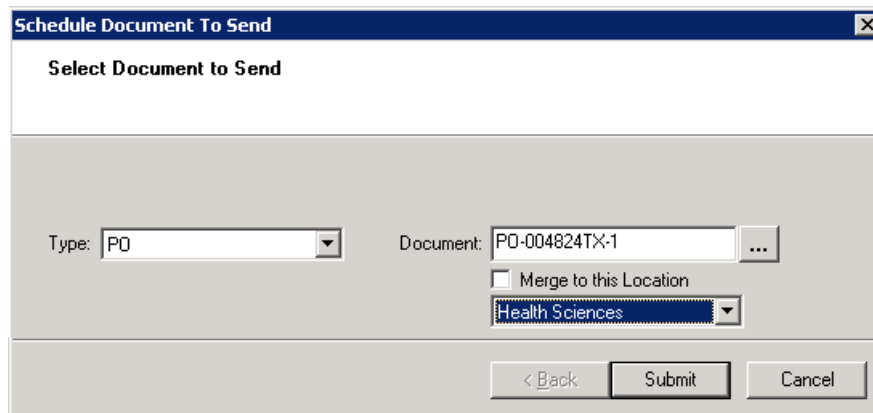 Schedule Document To Send
Select Document to Send
Type: PO
Document: PO-004824TX-1 ...
Merge to this Location
Health Sciences
< Back Submit Cancel